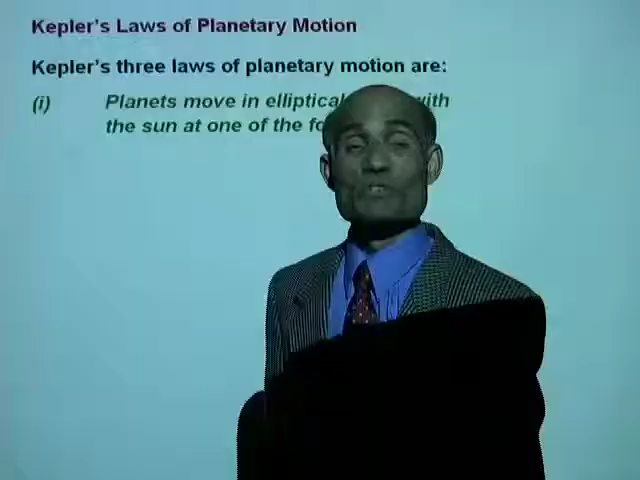 Kepler's Laws of Planetary Motion
Kepler's three laws of planetary motion are:
(i) Planets move in elliptical with
the sun at one of the